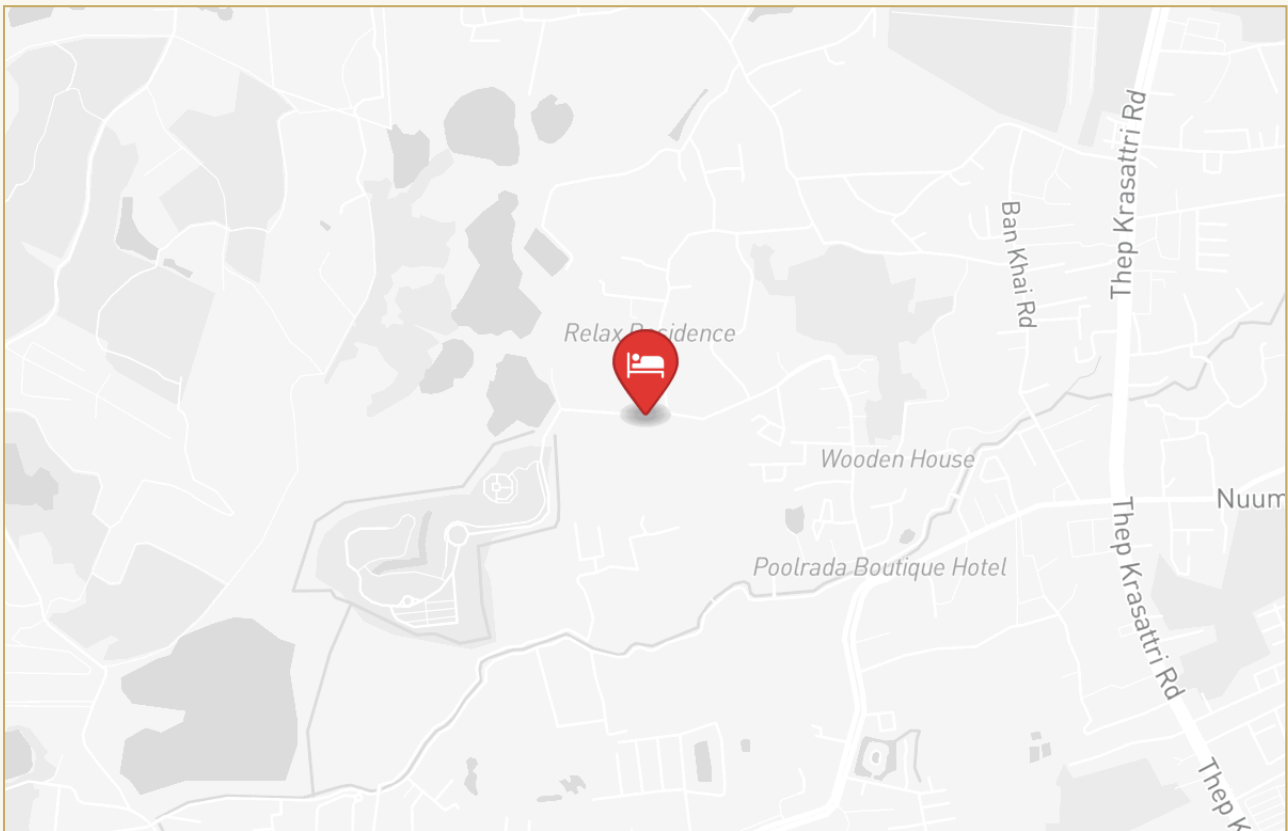 Thep Krasattri Rd
Ban Khai Rd
Relax Residence
Wooden House
Nuum
Thep Krasattri Rd
Poolrada Boutique Hotel
Thep K